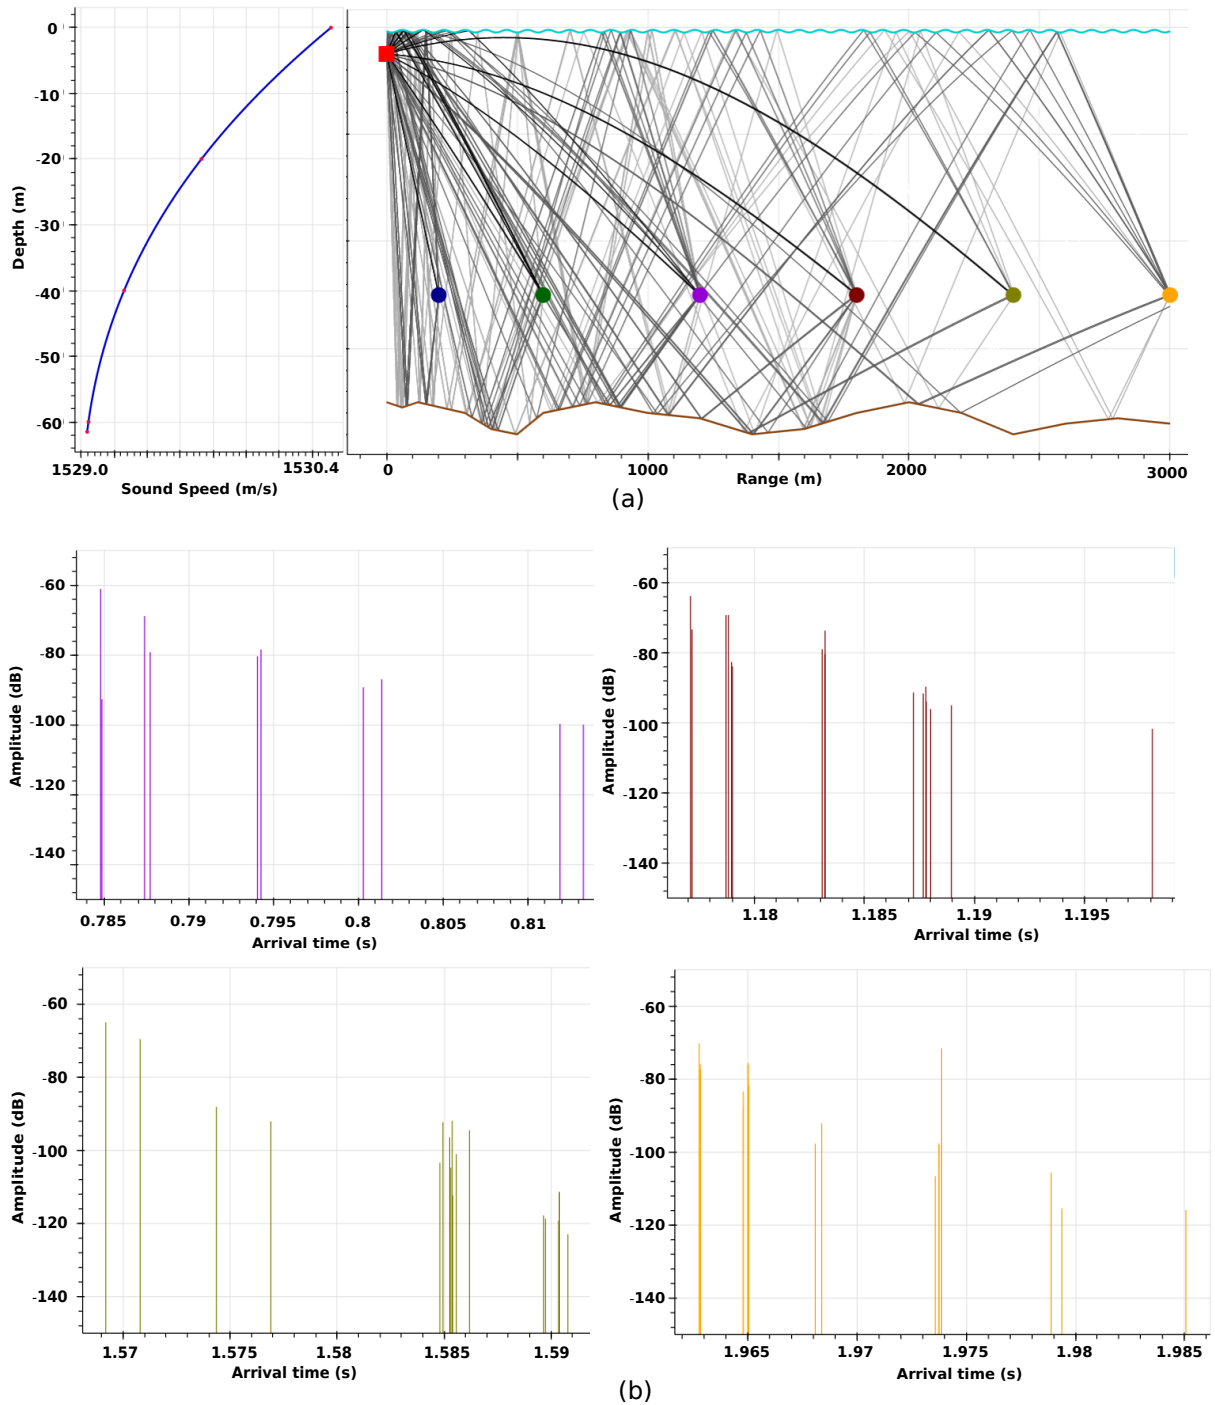 0
-10
-20
-30
-40
-50
-60
Depth (m)
1529.0 1530.4
Sound Speed (m/s)
0 1000 2000 3000
Range (m)
(a)
-60
-80
-100
-120
-140
Amplitude (dB)
0.785 0.79 0.795 0.8 0.805 0.81
Arrival time (s)
-60
-80
-100
-120
-140
Amplitude (dB)
1.18 1.185 1.19 1.195
Arrival time (s)
-60
-80
-100
-120
-140
Amplitude (dB)
1.57 1.575 1.58 1.585 1.59
Arrival time (s)
-60
-80
-100
-120
-140
Amplitude (dB)
1.965 1.97 1.975 1.98 1.985
Arrival time (s)
(b)